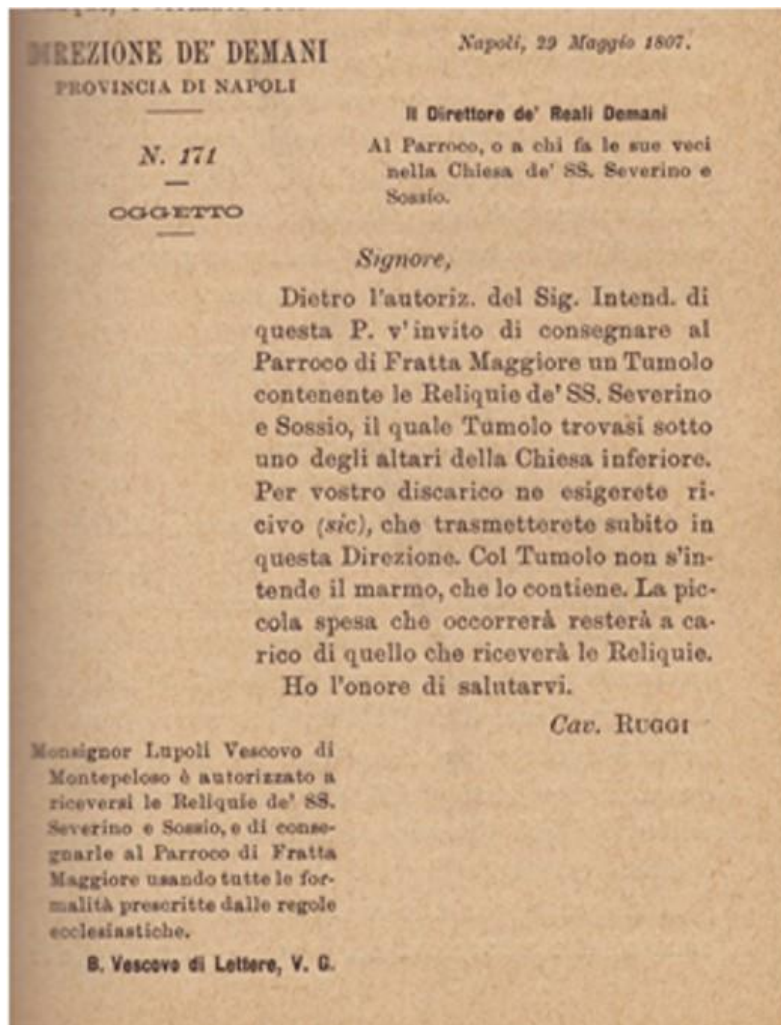 DIREZIONE DE' DEMANI
PROVINCIA DI NAPOLI
N. 171
OGGETTO
Napoli, 29 Maggio 1807.
Il Direttore de' Reali Demani
Al Parroco, o a chi fa le sue veci
nella Chiesa de' SS. Severino e
Sossio.
Signore,
Dietro l'autoriz. del Sig. Intend. di
questa P. v'invito di consegnare al
Parroco di Fratta Maggiore un Tumolo
contenente le Reliquie de' SS. Severino
e Sossio, il quale Tumolo trovasi sotto
uno degli altari della Chiesa inferiore.
Per vostro discarico ne esigerete ri-
civo (sic), che trasmetterete subito in
questa Direzione. Col Tumolo non s'in-
tende il marmo, che lo contiene. La pic-
cola spesa che occorrerà resterà a ca-
rico di quello che riceverà le Reliquie.
Ho l'onore di salutarvi.
Cav. RUGGI
Monsignor Lupoli Vescovo di
Montepeloso è autorizzato a
riceversi le Reliquie de' SS.
Severino e Sossio, e di conse-
gnarle al Parroco di Fratta
Maggiore usando tutte le for-
malità prescritte dalle regole
ecclesiastiche.
B. Vescovo di Lettere, V. G.